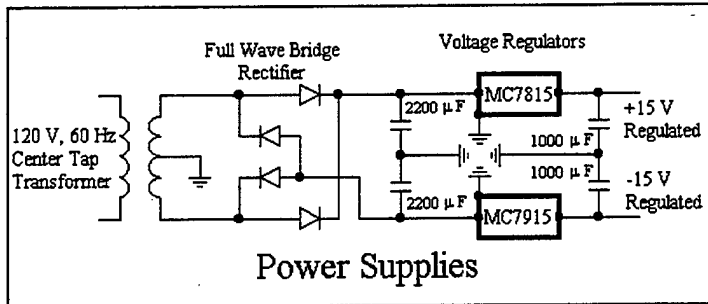 Full Wave Bridge
Rectifier
Voltage Regulators
120 V, 60 Hz
Center Tap
Transformer
2200 µF
MC7815
+15 V
Regulated
1000 µF
1000 µF
2200 µF
MC7915
-15 V
Regulated
Power Supplies